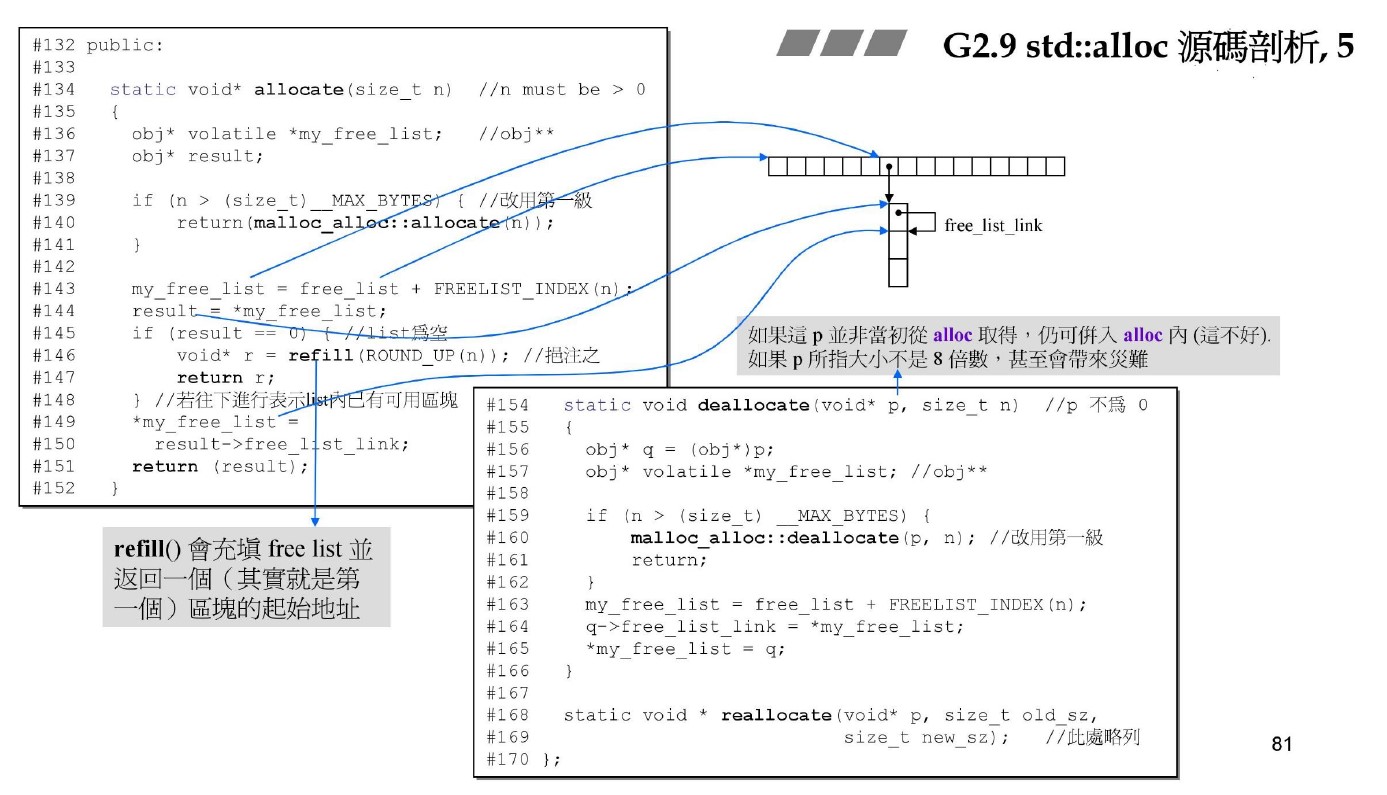 G2.9 std::alloc 源碼剖析, 5
#132 public:
#133
#134 static void* allocate(size_t n) //n must be > 0
#135 {
#136 obj* volatile *my_free_list; //obj**
#137 obj* result;
#138
#139 if (n > (size_t)__MAX_BYTES) { //改用第一級
#140 return(malloc_alloc::allocate(n));
#141 }
#142
#143 my_free_list = free_list + FREELIST_INDEX(n);
#144 result = *my_free_list;
#145 if (result == 0) { //list爲空
#146 void* r = refill(ROUND_UP(n)); //挹注之
#147 return r;
#148 } //若往下進行表示list內已有可用區塊
#149 *my_free_list =
#150 result->free_list_link;
#151 return (result);
#152 }
free_list_link
refill() 會充填 free list 並
返回一個（其實就是第
一個）區塊的起始地址
如果這 p 並非當初從 alloc 取得，仍可併入 alloc 內 (這不好).
如果 p 所指大小不是 8 倍數，甚至會帶來災難
#154 static void deallocate(void* p, size_t n) //p 不爲 0
#155 {
#156 obj* q = (obj*)p;
#157 obj* volatile *my_free_list; //obj**
#158
#159 if (n > (size_t) __MAX_BYTES) {
#160 malloc_alloc::deallocate(p, n); //改用第一級
#161 return;
#162 }
#163 my_free_list = free_list + FREELIST_INDEX(n);
#164 q->free_list_link = *my_free_list;
#165 *my_free_list = q;
#166 }
#167
#168 static void * reallocate(void* p, size_t old_sz,
#169 size_t new_sz); //此處略列
#170 };
81